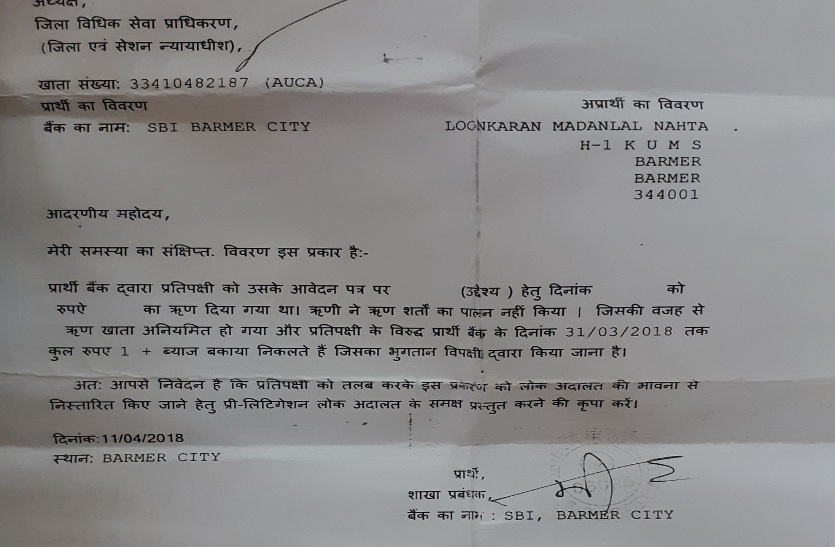 अध्यक्ष,
जिला विधिक सेवा प्राधिकरण,
(जिला एवं सेशन न्यायाधीश),
खाता संख्या: 33410482187 (AUCA)
प्रार्थी का विवरण अप्रार्थी का विवरण
बैंक का नाम: SBI BARMER CITY LOONKARAN MADANLAL NAHTA
H-1 K U M S
BARMER
BARMER
344001
आदरणीय महोदय,
मेरी समस्या का संक्षिप्त. विवरण इस प्रकार है:-
प्रार्थी बैंक द्वारा प्रतिपक्षी को उसके आवेदन पत्र पर (उद्देश्य ) हेतु दिनांक को
रुपऐ का ऋण दिया गया था। ऋणी ने ऋण शर्तों का पालन नहीं किया | जिसकी वजह से
ऋण खाता अनियमित हो गया और प्रतिपक्षी के विरुद्ध प्रार्थी बैंक के दिनांक 31/03/2018 तक
कुल रुपए 1 + ब्याज बकाया निकलते हैं जिसका भुगतान विपक्षी द्वारा किया जाना है।
अत: आपसे निवेदन है कि प्रतिपक्षी को तलब करके इस प्रकरण को लोक अदालत की भावना से
निस्तारित किए जाने हेतु प्री-लिटिगेशन लोक अदालत के समक्ष प्रस्तुत करने की कृपा करें।
दिनांक:11/04/2018
स्थान: BARMER CITY
प्रार्थी,
शाखा प्रबंधक,
बैंक का नाम : SBI, BARMER CITY